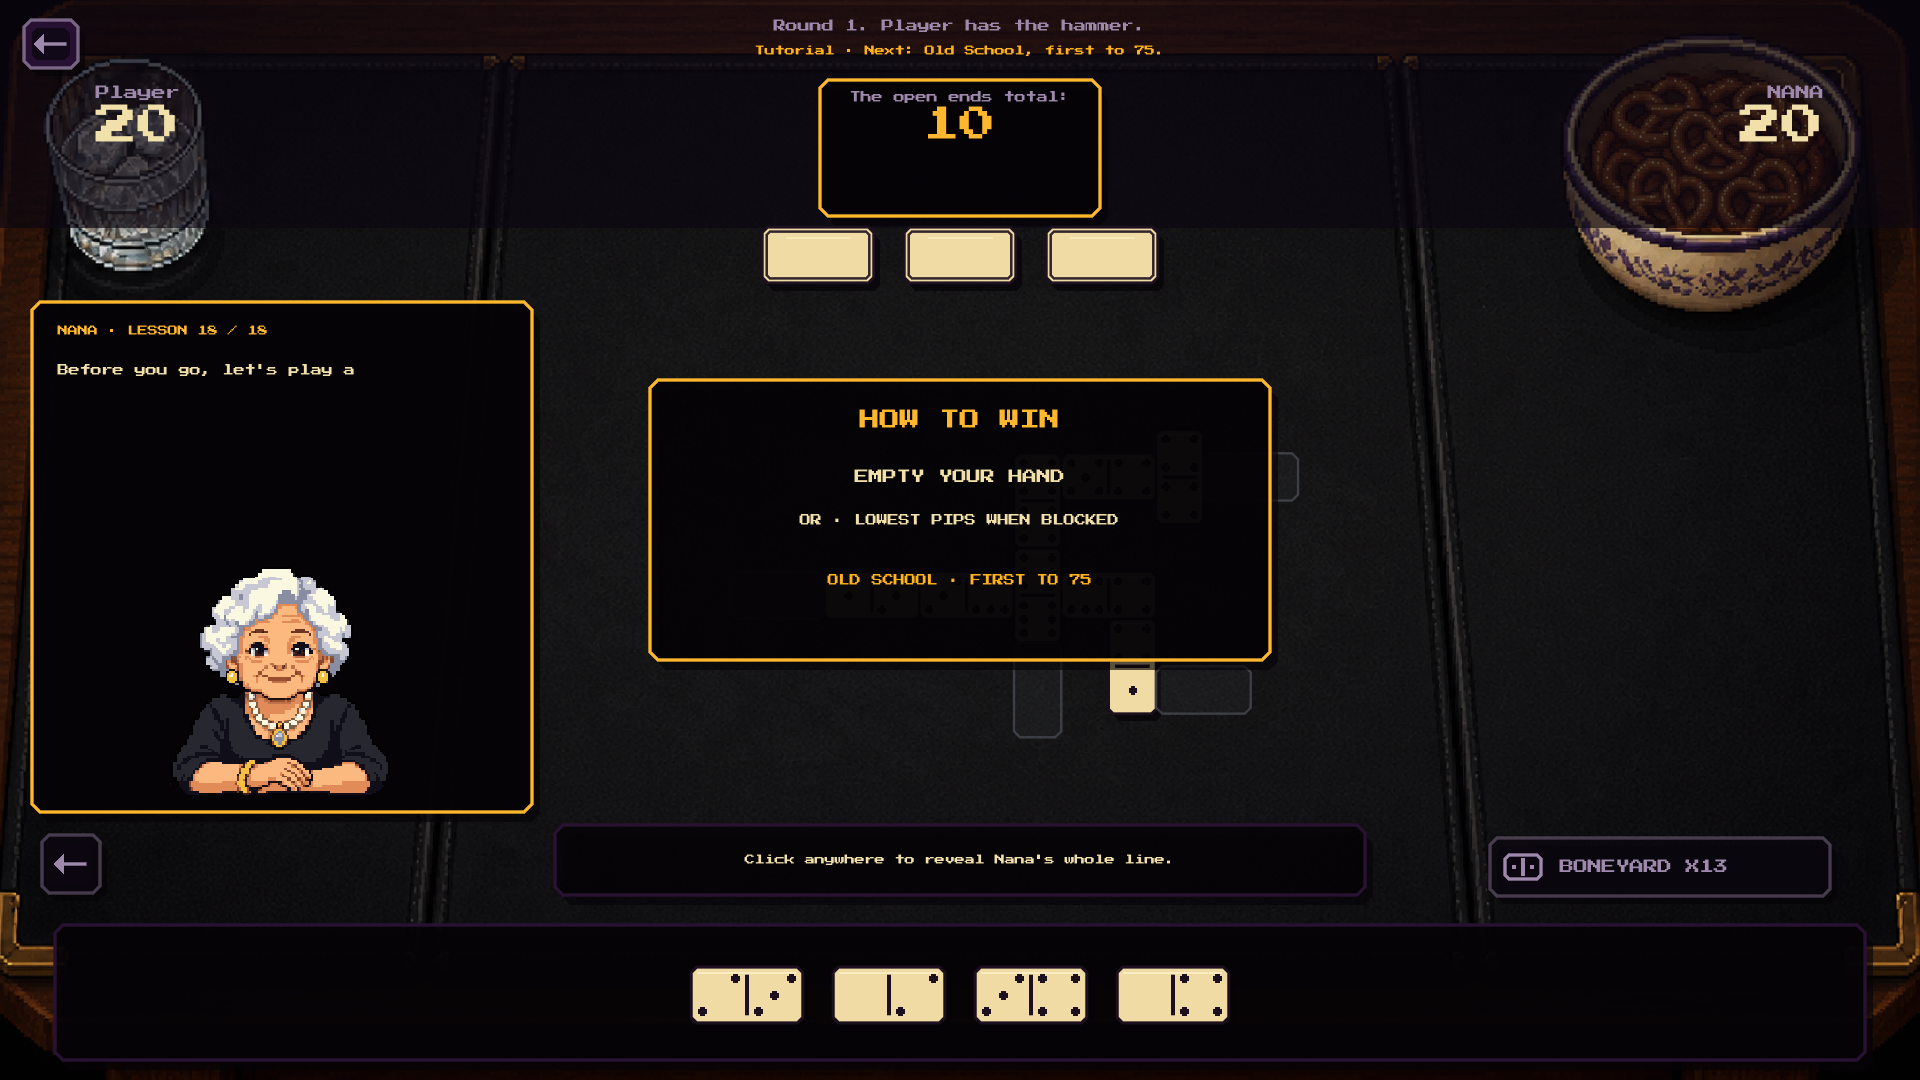 Round 1. Player has the hammer.
Tutorial · Next: Old School, first to 75.
Player
20
The open ends total:
10
NANA
20
NANA · LESSON 18 / 18
Before you go, let's play a
HOW TO WIN
EMPTY YOUR HAND
OR · LOWEST PIPS WHEN BLOCKED
OLD SCHOOL · FIRST TO 75
Click anywhere to reveal Nana's whole line.
BONEYARD X13